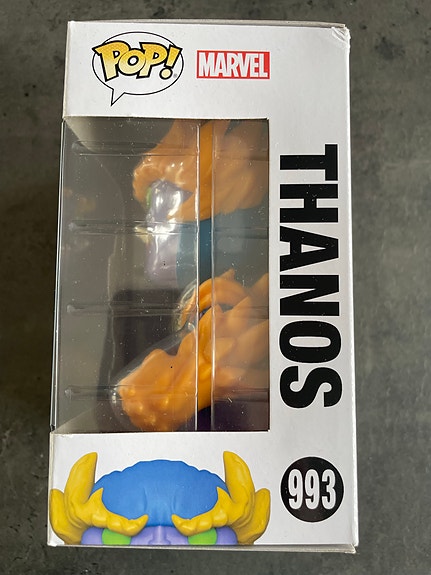 POP!
MARVEL
THANOS
993